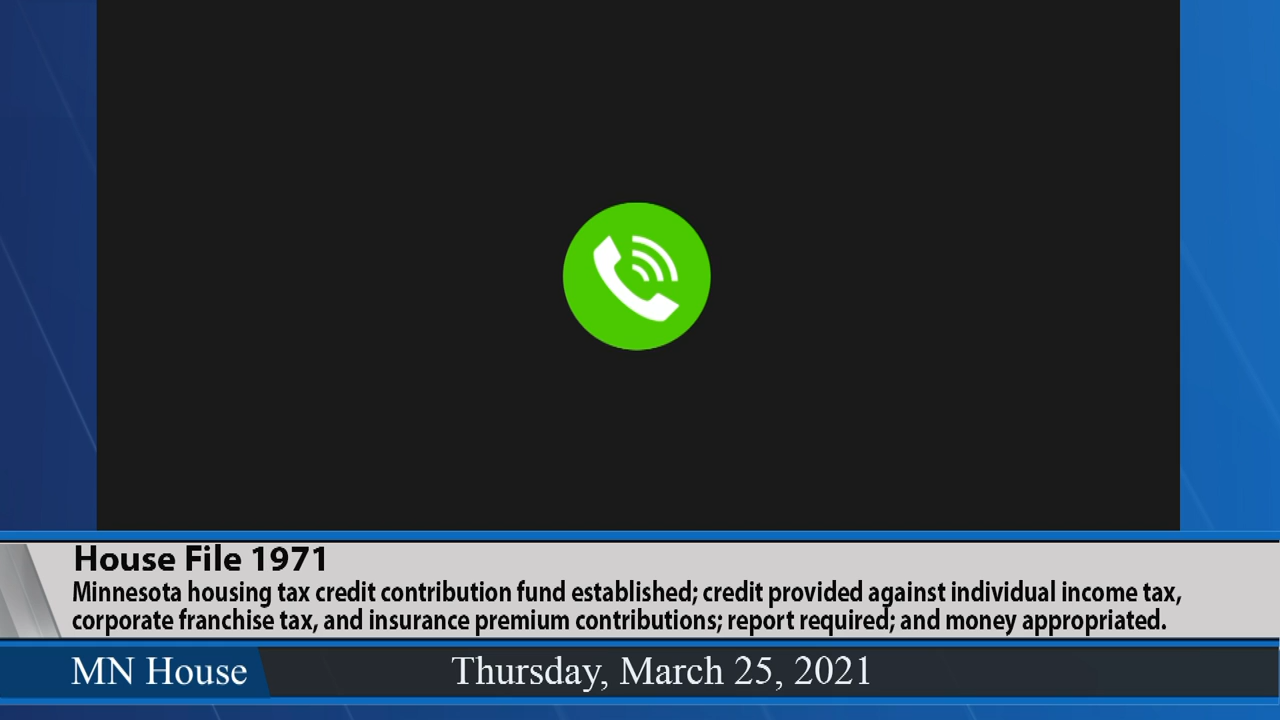 House File 1971
Minnesota housing tax credit contribution fund established; credit provided against individual income tax,
corporate franchise tax, and insurance premium contributions; report required; and money appropriated.
MN House
Thursday, March 25, 2021